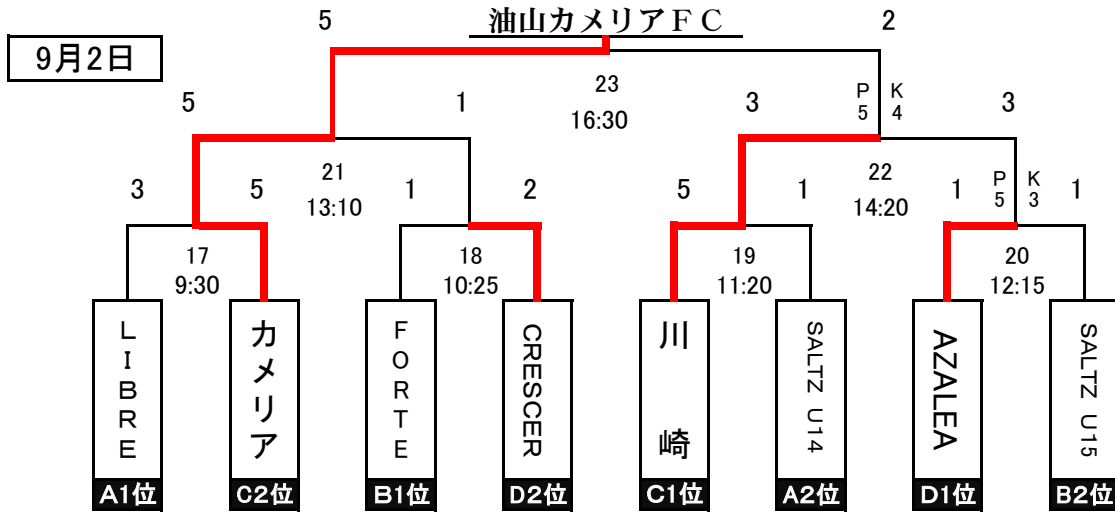 5 油山カメリアＦＣ 2
9月2日
5 1 23 3 P K 3
16:30 5 4
3 5 21 1 2 5 1 22 1 P K 1
13:10 14:20 5 3
17 18 19 20
9:30 10:25 11:20 12:15
LIBRE
カメリア
FORTE
CRESCER
川崎
SALTZ U14
AZALEA
SALTZ U15
A1位 C2位 B1位 D2位 C1位 A2位 D1位 B2位